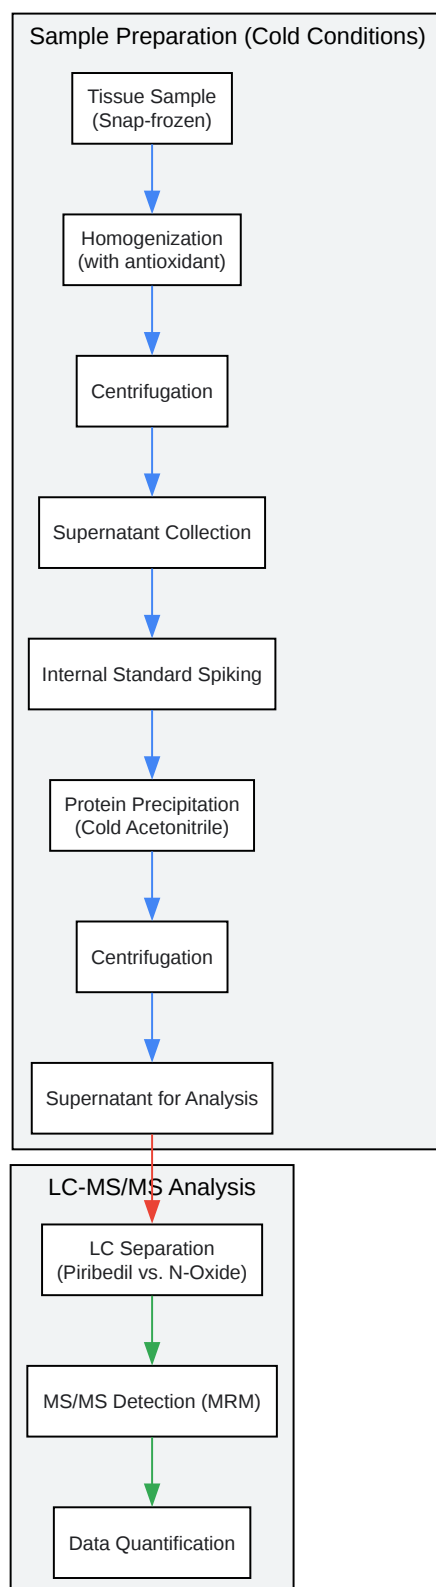 Sample Preparation (Cold Conditions)
Tissue Sample
(Snap-frozen)
Homogenization
(with antioxidant)
Centrifugation
Supernatant Collection
Internal Standard Spiking
Protein Precipitation
(Cold Acetonitrile)
Centrifugation
Supernatant for Analysis
LC-MS/MS Analysis
LC Separation
(Piribedil vs. N-Oxide)
MS/MS Detection (MRM)
Data Quantification